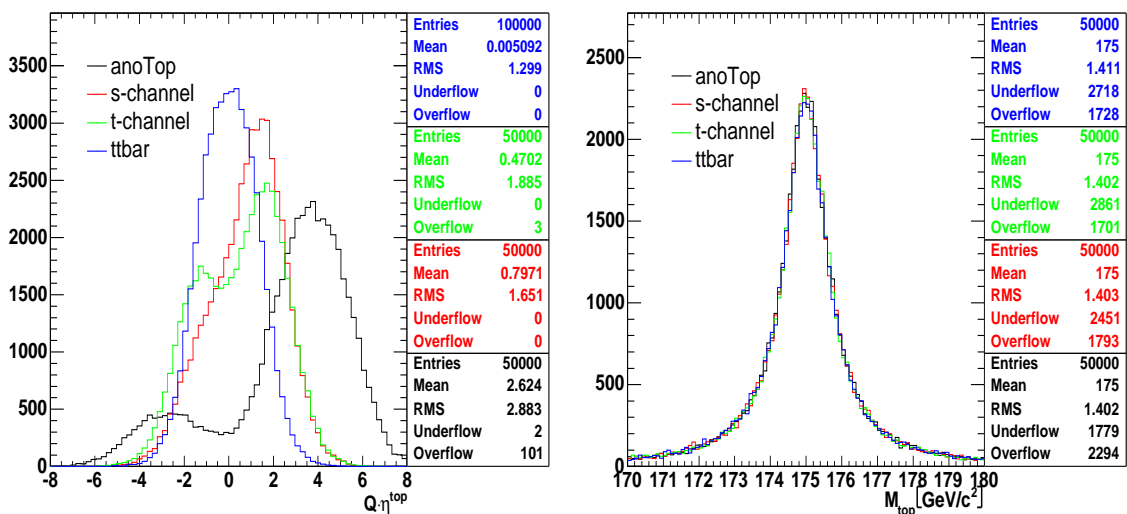 3500
3000
2500
2000
1500
1000
500
0
-8 -6 -4 -2 0 2 4 6 8
Q·η^top
anoTop
s-channel
t-channel
ttbar
Entries 100000
Mean 0.005092
RMS 1.299
Underflow 0
Overflow 0
Entries 50000
Mean 0.4702
RMS 1.885
Underflow 0
Overflow 3
Entries 50000
Mean 0.7971
RMS 1.651
Underflow 0
Overflow 0
Entries 50000
Mean 2.624
RMS 2.883
Underflow 2
Overflow 101
2500
2000
1500
1000
500
0
170 171 172 173 174 175 176 177 178 179 180
M_top [GeV/c²]
anoTop
s-channel
t-channel
ttbar
Entries 50000
Mean 175
RMS 1.411
Underflow 2718
Overflow 1728
Entries 50000
Mean 175
RMS 1.402
Underflow 2861
Overflow 1701
Entries 50000
Mean 175
RMS 1.403
Underflow 2451
Overflow 1793
Entries 50000
Mean 175
RMS 1.402
Underflow 1779
Overflow 2294